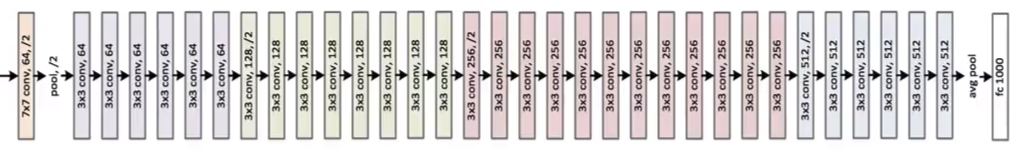 7x7 conv, 64, /2
pool, /2
3x3 conv, 64
3x3 conv, 64
3x3 conv, 64
3x3 conv, 64
3x3 conv, 64
3x3 conv, 64
3x3 conv, 128, /2
3x3 conv, 128
3x3 conv, 128
3x3 conv, 128
3x3 conv, 128
3x3 conv, 128
3x3 conv, 128
3x3 conv, 128
3x3 conv, 256, /2
3x3 conv, 256
3x3 conv, 256
3x3 conv, 256
3x3 conv, 256
3x3 conv, 256
3x3 conv, 256
3x3 conv, 256
3x3 conv, 256
3x3 conv, 256
3x3 conv, 256
3x3 conv, 256
3x3 conv, 512, /2
3x3 conv, 512
3x3 conv, 512
3x3 conv, 512
3x3 conv, 512
3x3 conv, 512
avg pool
fc 1000